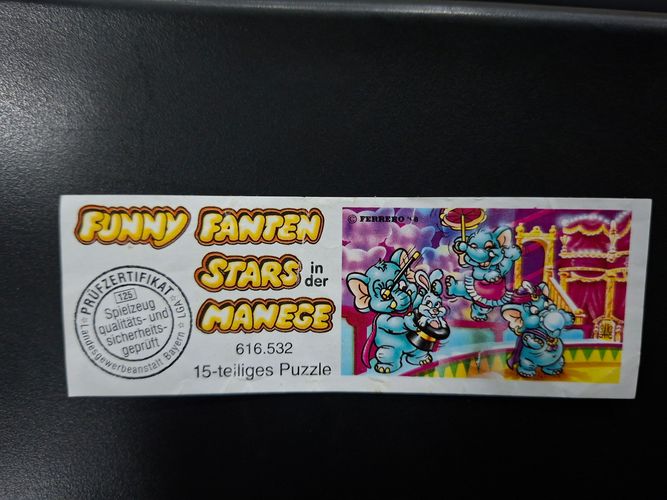 FUNNY FANTEN
STARS in der
MANEGE
616.532
15-teiliges Puzzle
PRÜFZERTIFIKAT
LGA
125
Spielzeug
qualitäts- und
sicherheits-
geprüft
Landesgewerbeanstalt Bayern
© FERRERO